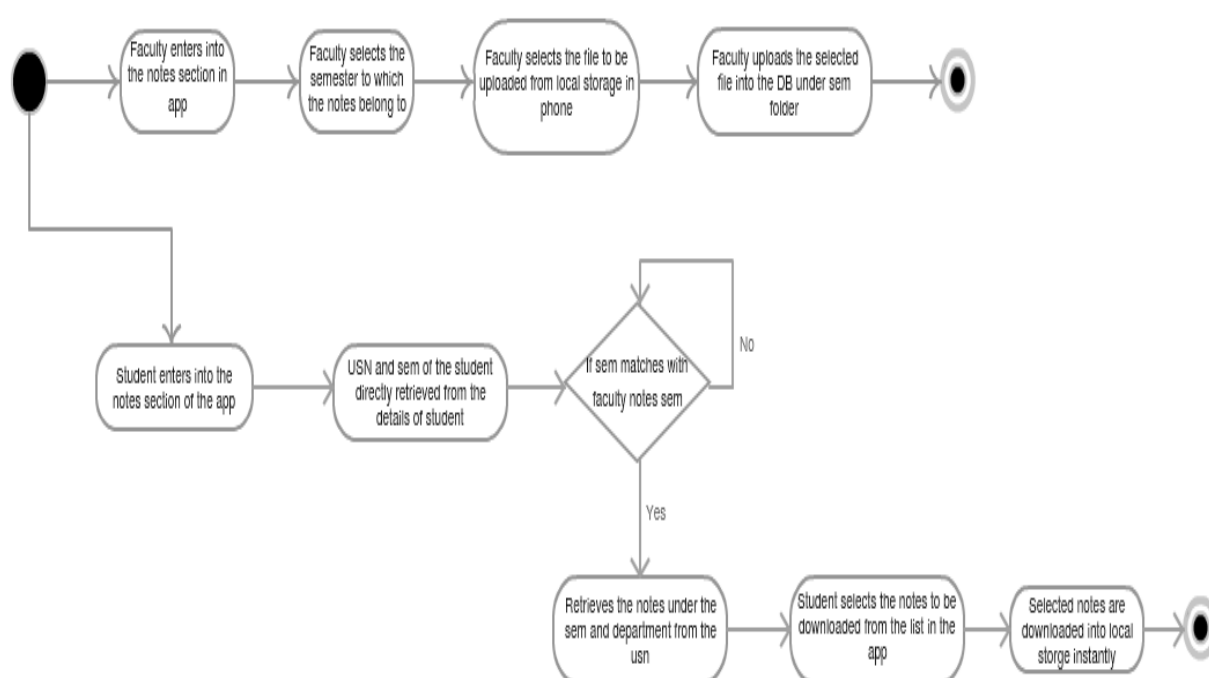 Faculty enters into
the notes section in
app
Faculty selects the
semester to which
the notes belong to
Faculty selects the file to be
uploaded from local storage in
phone
Faculty uploads the selected
file into the DB under sem
folder
Student enters into the
notes section of the app
USN and sem of the student
directly retrieved from the
details of student
If sem matches with
faculty notes sem
No
Yes
Retrieves the notes under the
sem and department from the
usn
Student selects the notes to be
downloaded from the list in the
app
Selected notes are
downloaded into local
storge instantly